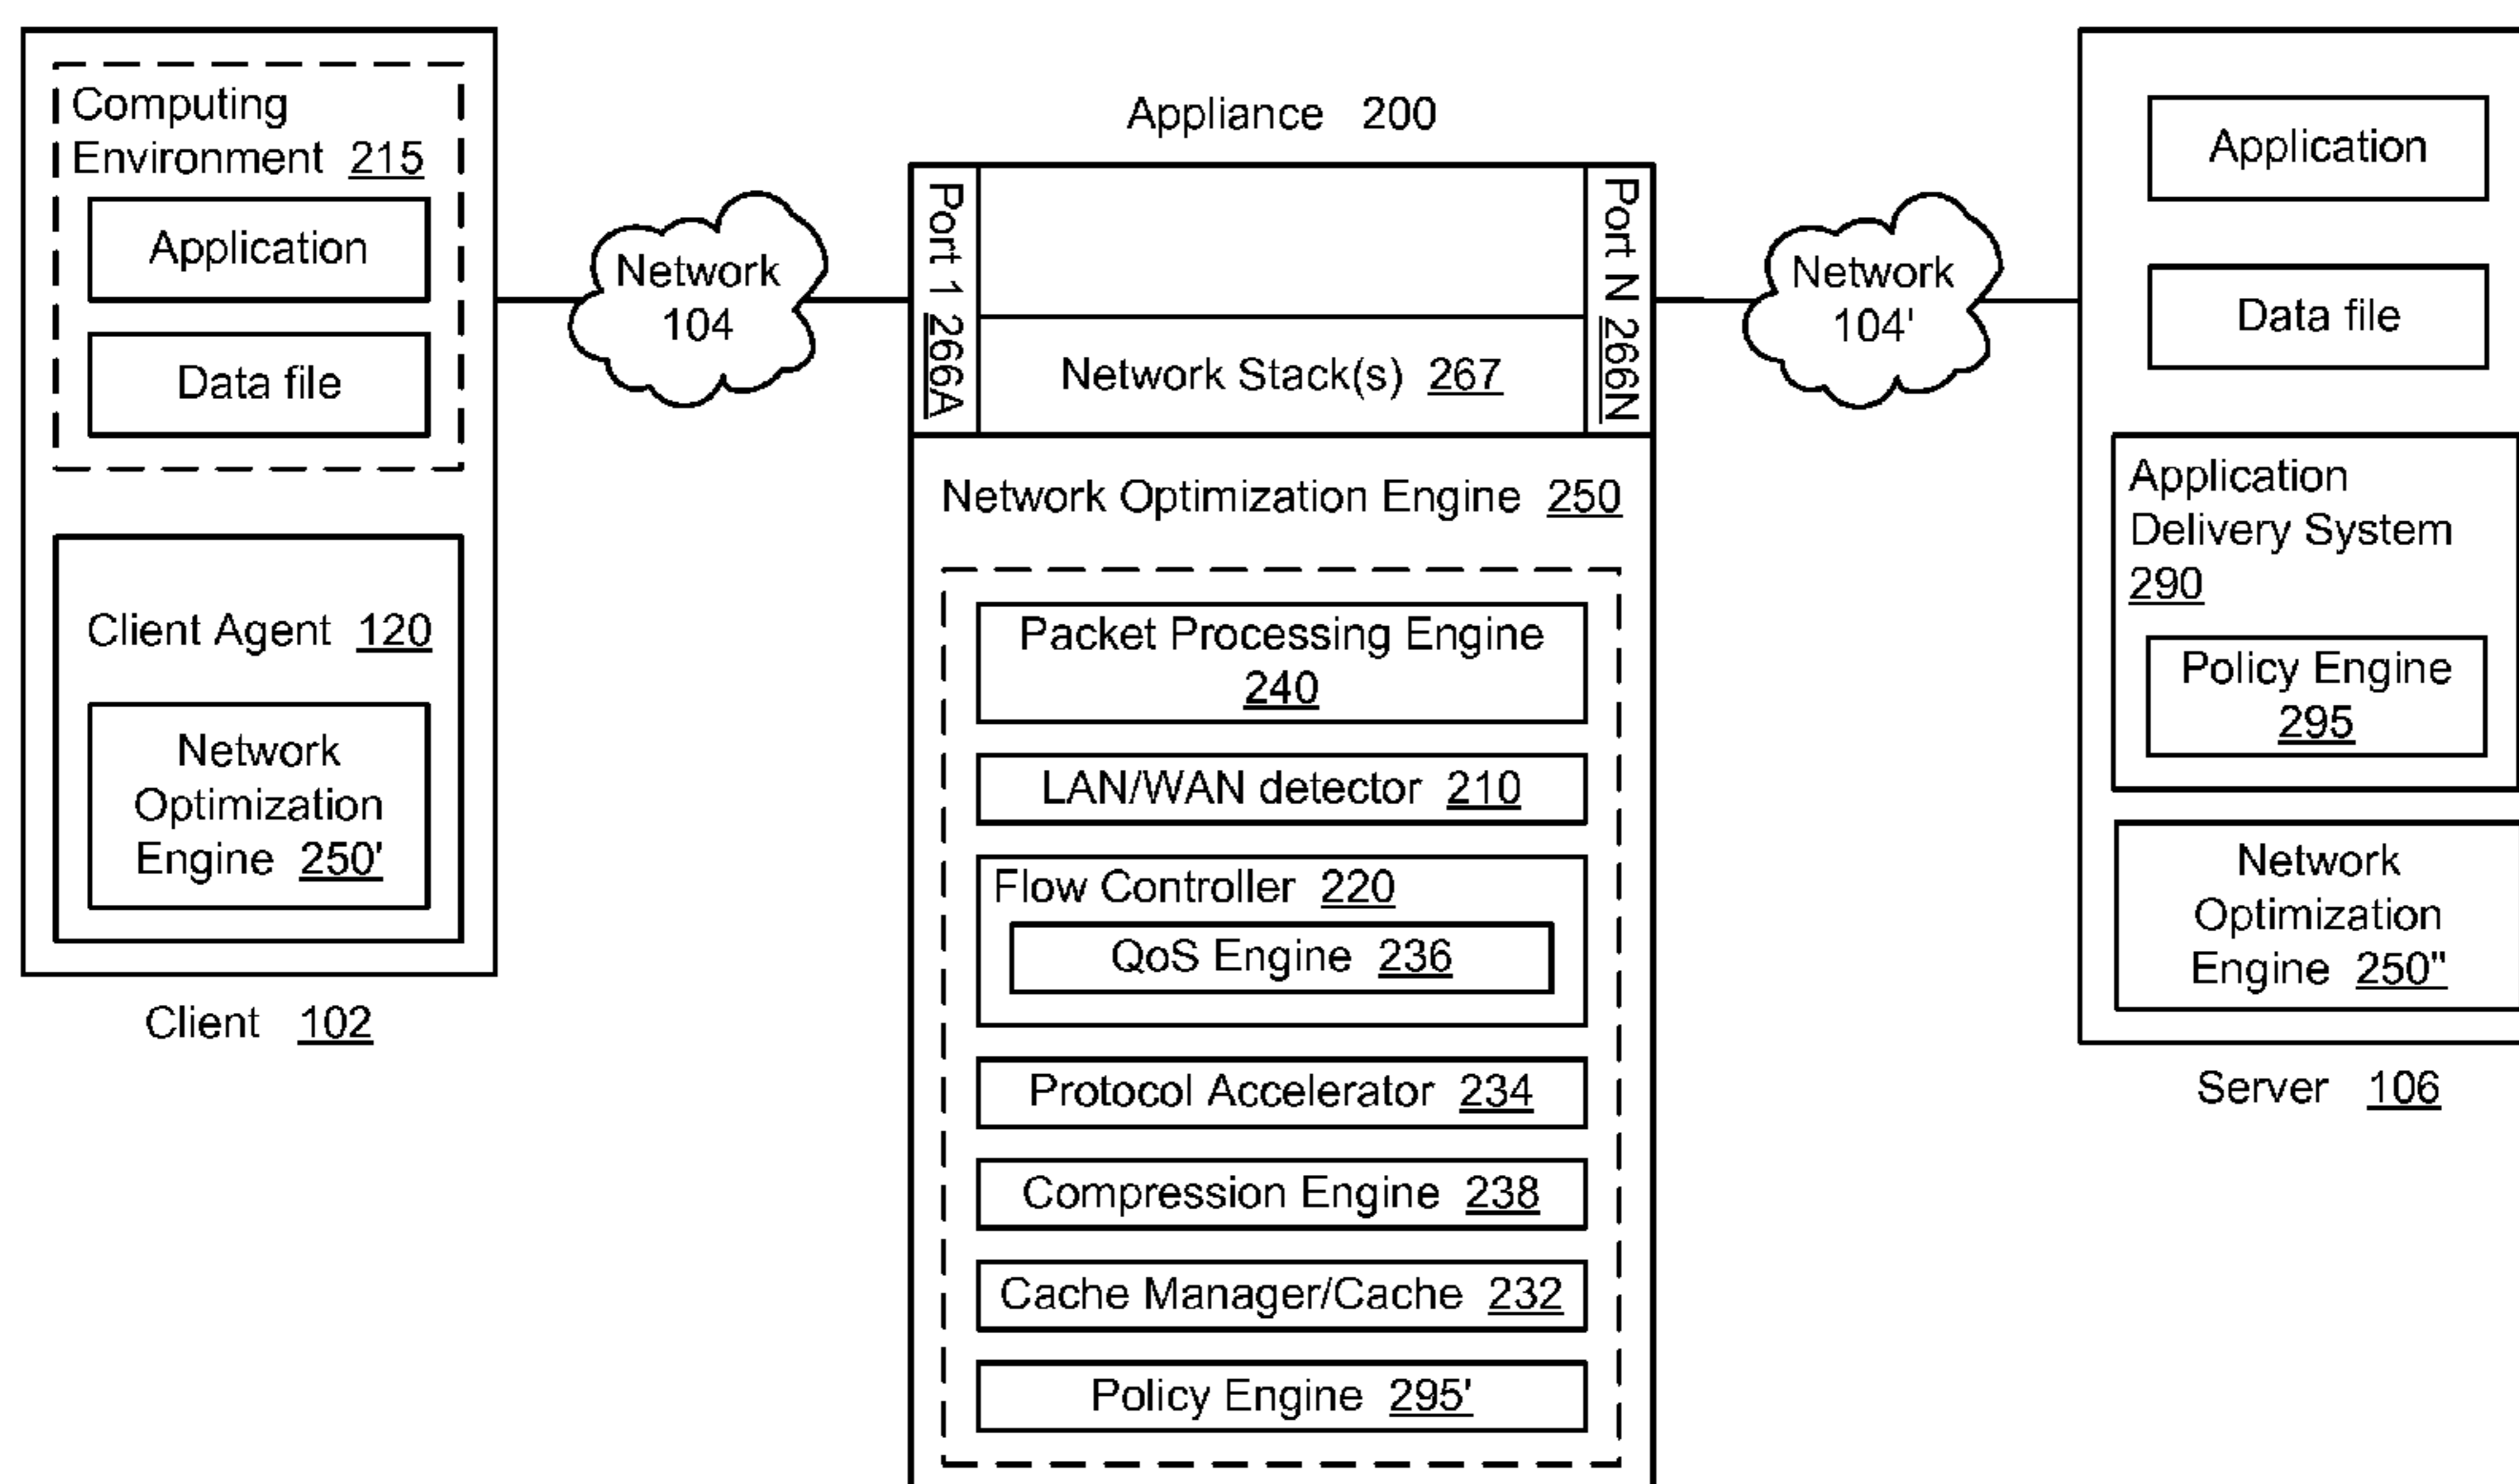 Computing
Environment 215
Application
Data file
Client Agent 120
Network
Optimization
Engine 250'
Client 102
Network
104
Appliance 200
Port 1 266A
Port N 266N
Network Stack(s) 267
Network Optimization Engine 250
Packet Processing Engine
240
LAN/WAN detector 210
Flow Controller 220
QoS Engine 236
Protocol Accelerator 234
Compression Engine 238
Cache Manager/Cache 232
Policy Engine 295'
Network
104'
Application
Data file
Application
Delivery System
290
Policy Engine
295
Network
Optimization
Engine 250"
Server 106